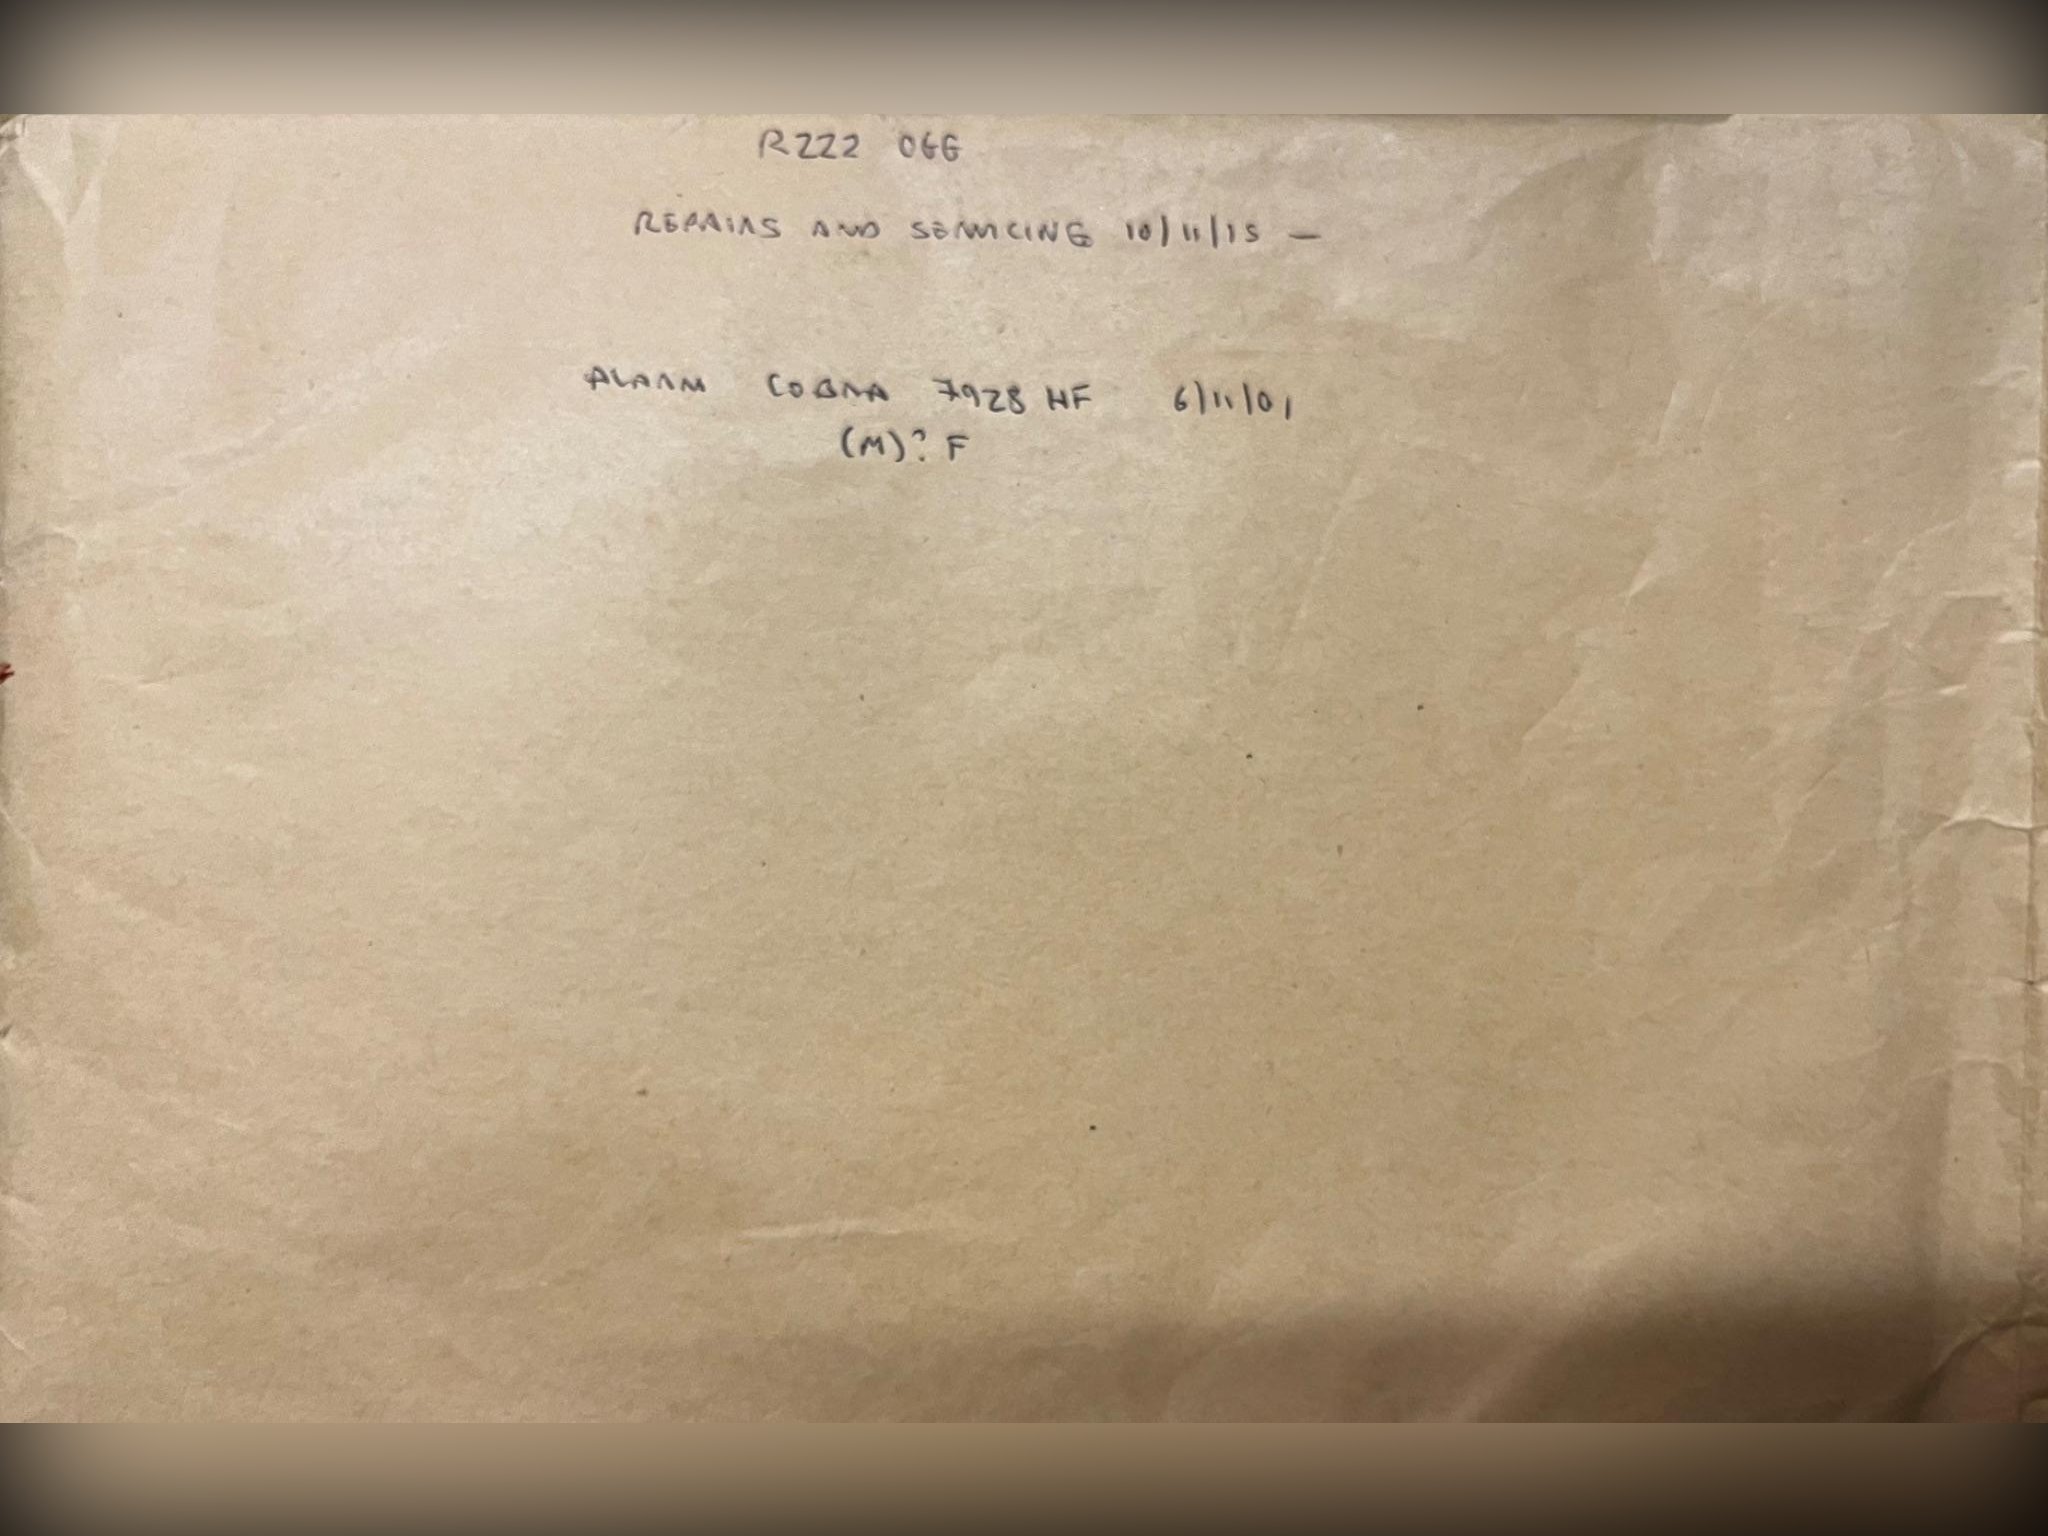 R222 OGG
REPAIRS AND SERVICING 10/11/15 —
ALARM COBRA 7928 HF 6/11/01
(M)? F